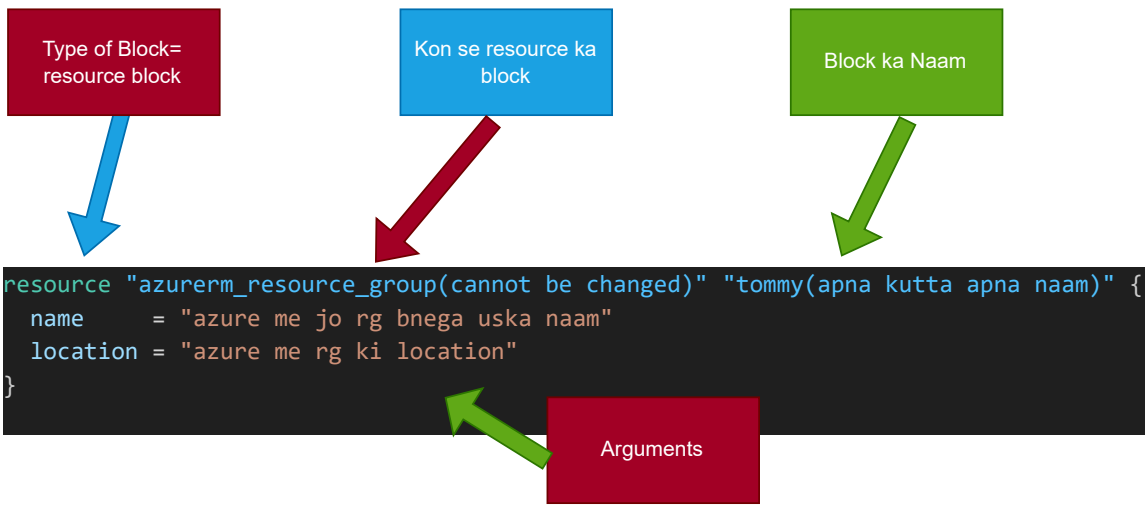 Type of Block=
resource block
Kon se resource ka
block
Block ka Naam
resource "azurerm_resource_group(cannot be changed)" "tommy(apna kutta apna naam)" {
  name     = "azure me jo rg bnega uska naam"
  location = "azure me rg ki location"
}
Arguments